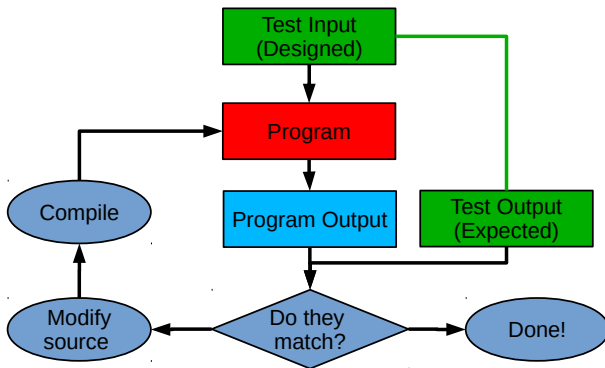 Test Input
(Designed)
Program
Compile
Program Output
Test Output
(Expected)
Modify
source
Do they
match?
Done!